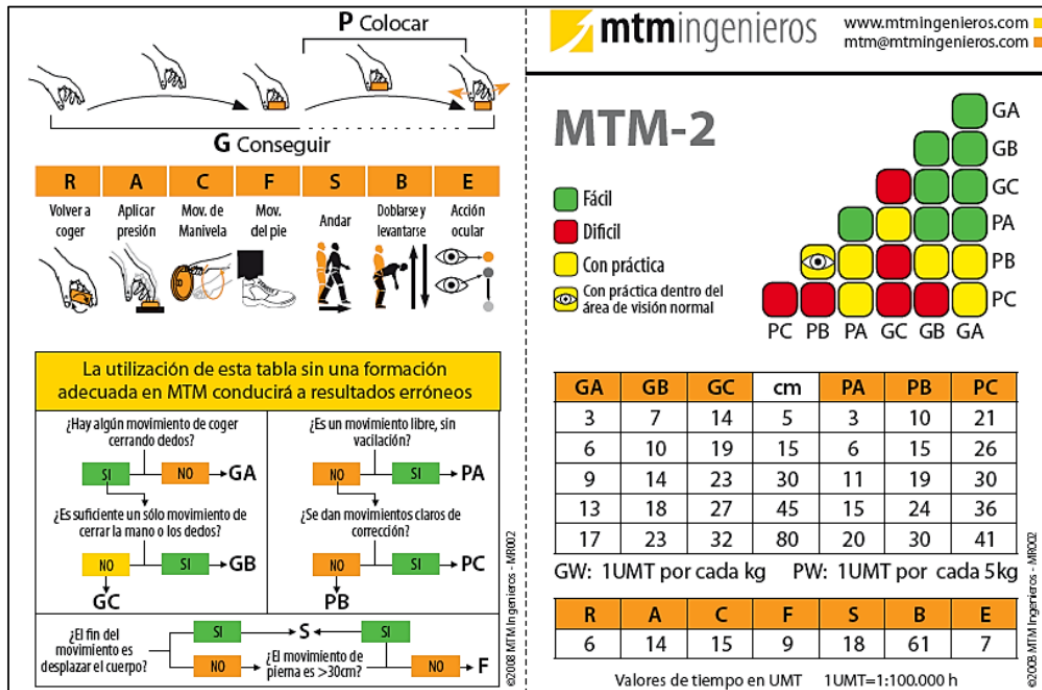 P Colocar
G Conseguir
R A C F S B E
Volver a coger
Aplicar presión
Mov. de Manivela
Mov. del pie
Andar
Doblarse y levantarse
Acción ocular
La utilización de esta tabla sin una formación
adecuada en MTM conducirá a resultados erróneos
¿Hay algún movimiento de coger
cerrando dedos?
SI NO GA
¿Es suficiente un sólo movimiento de
cerrar la mano o los dedos?
NO SI GB
GC
¿Es un movimiento libre, sin
vacilación?
NO SI PA
¿Se dan movimientos claros de
corrección?
NO SI PC
PB
¿El fin del
movimiento es
desplazar el cuerpo?
SI S SI
NO ¿El movimiento de
pierna es >30cm?
NO F
©2008 MTM Ingenieros - MR002
mtmingenieros
www.mtmingenieros.com
mtm@mtmingenieros.com
MTM-2
Fácil
Dificil
Con práctica
Con práctica dentro del
área de visión normal
GA
GB
GC
PA
PB
PC
PC PB PA GC GB GA
GA GB GC cm PA PB PC
3 7 14 5 3 10 21
6 10 19 15 6 15 26
9 14 23 30 11 19 30
13 18 27 45 15 24 36
17 23 32 80 20 30 41
GW: 1UMT por cada kg PW: 1UMT por cada 5kg
R A C F S B E
6 14 15 9 18 61 7
Valores de tiempo en UMT 1UMT=1:100.000 h
©2008 MTM Ingenieros - MR002